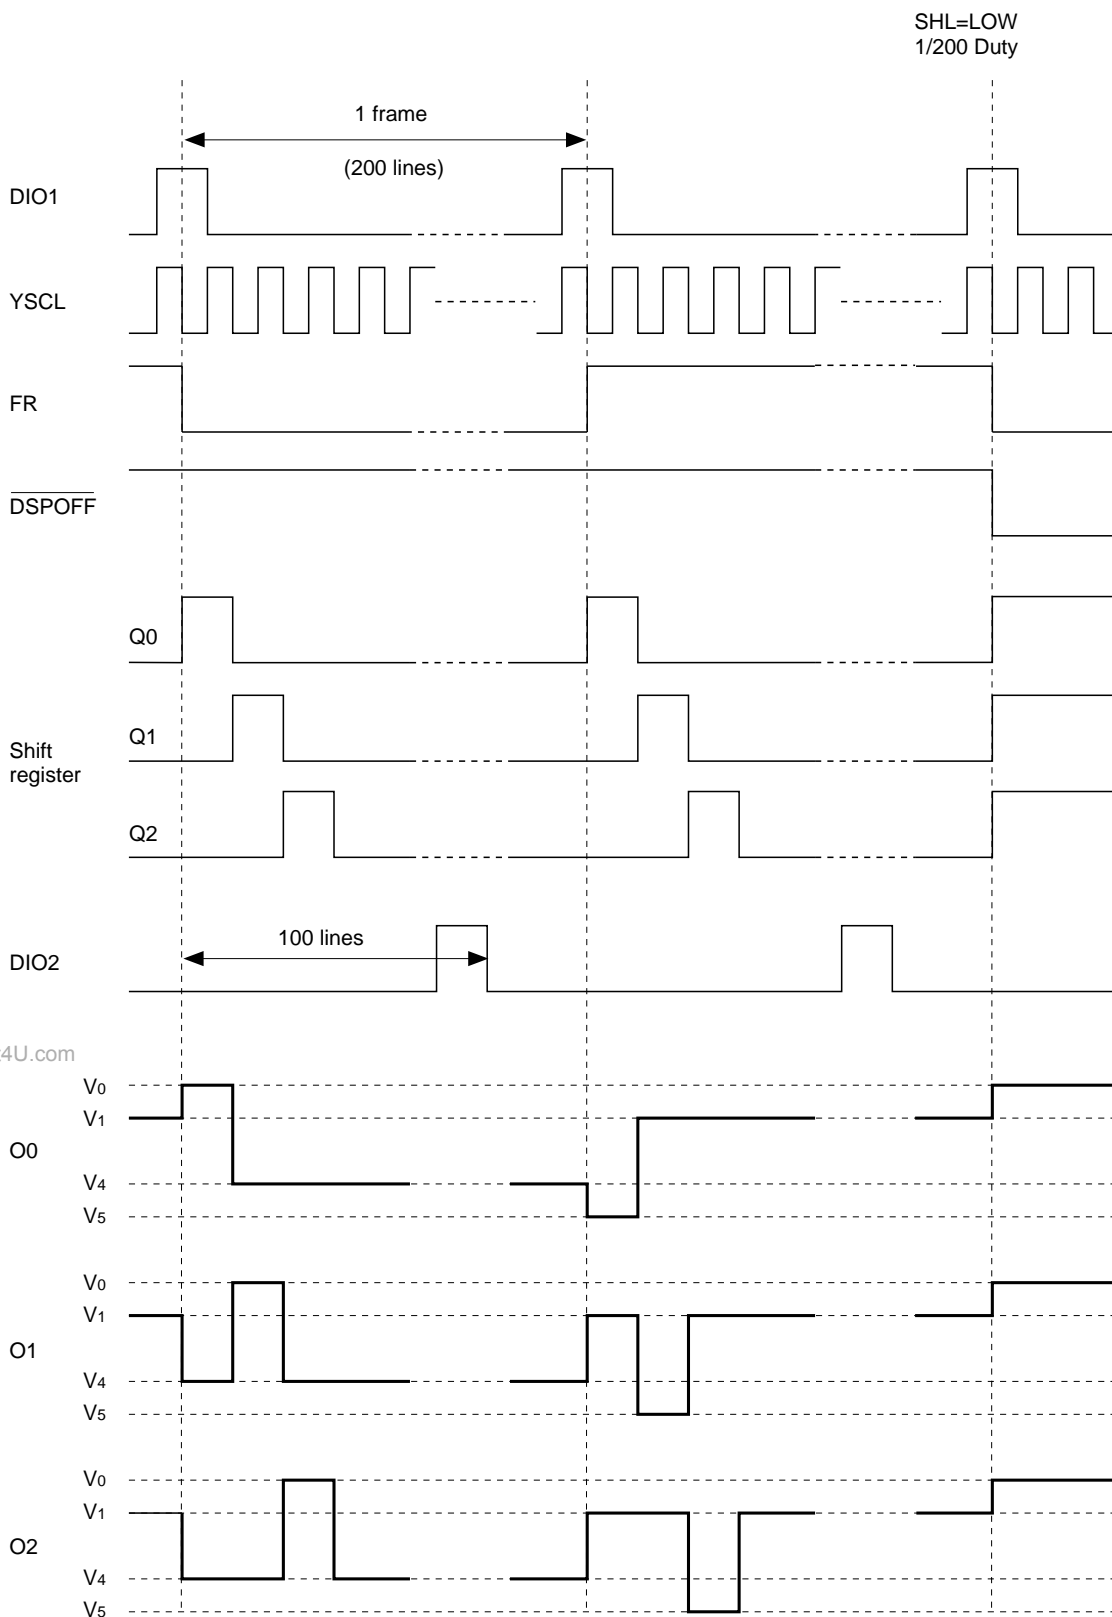 SHL=LOW
1/200 Duty
1 frame
(200 lines)
DIO1
YSCL
FR
DSPOFF
Q0
Q1
Shift
register
Q2
100 lines
DIO2
4U.com
V0
V1
O0
V4
V5
V0
V1
O1
V4
V5
V0
V1
O2
V4
V5